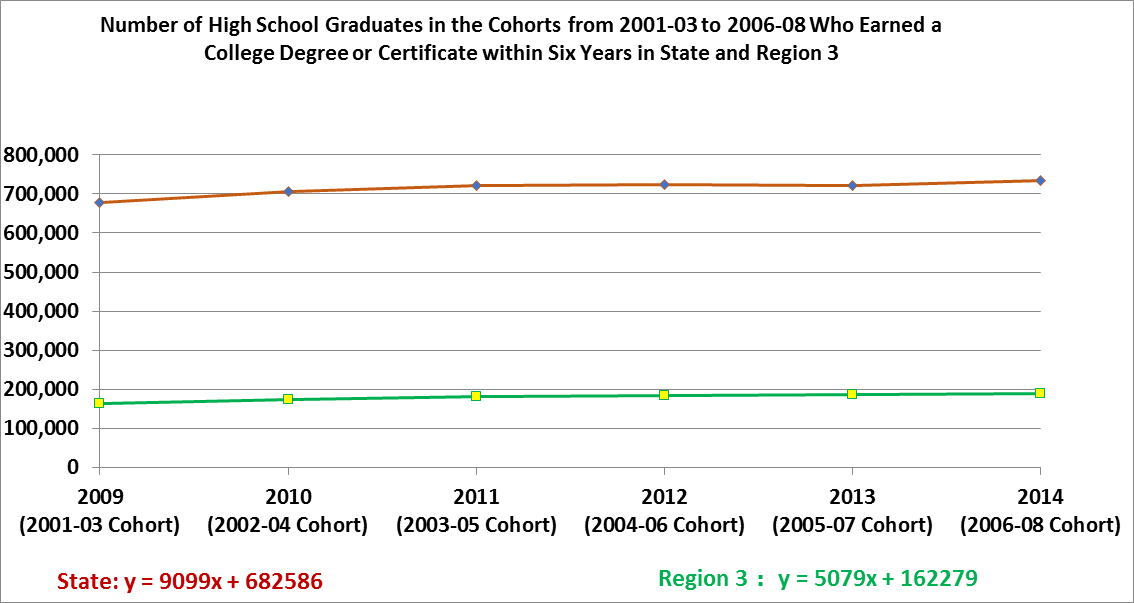 Number of High School Graduates in the Cohorts from 2001-03 to 2006-08 Who Earned a
College Degree or Certificate within Six Years in State and Region 3
800,000
700,000
600,000
500,000
400,000
300,000
200,000
100,000
0
2009 2010 2011 2012 2013 2014
(2001-03 Cohort) (2002-04 Cohort) (2003-05 Cohort) (2004-06 Cohort) (2005-07 Cohort) (2006-08 Cohort)
State: y = 9099x + 682586
Region 3 : y = 5079x + 162279